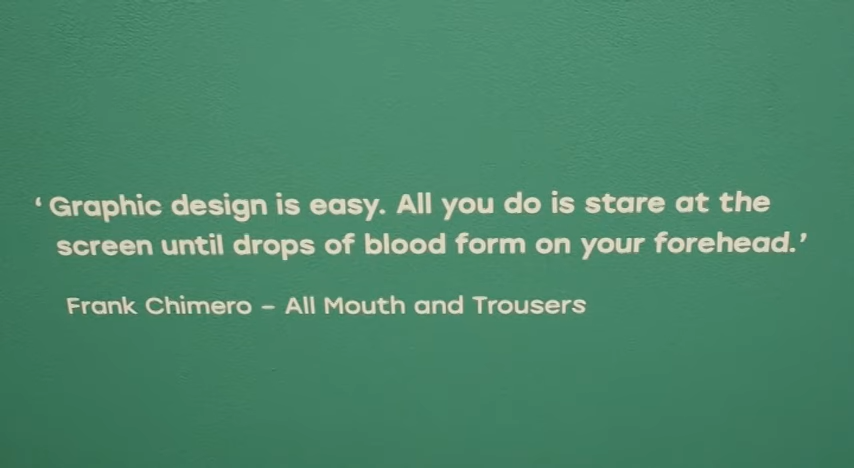 ‘Graphic design is easy. All you do is stare at the
screen until drops of blood form on your forehead.’
Frank Chimero – All Mouth and Trousers